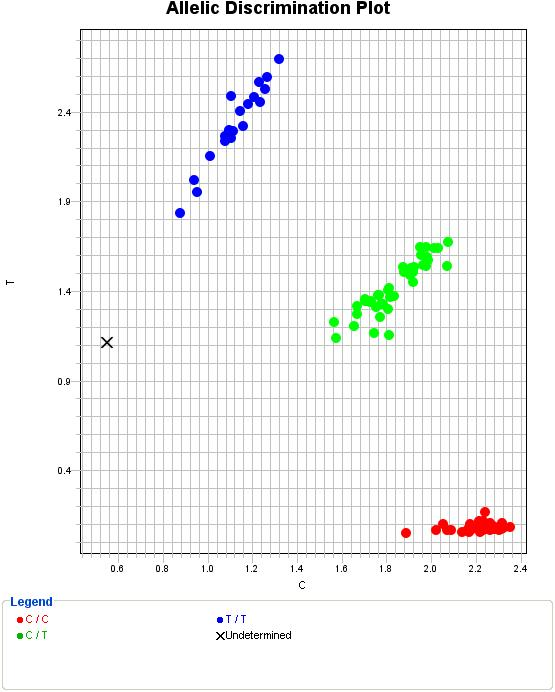 Allelic Discrimination Plot
T
2.4
1.9
1.4
0.9
0.4
0.6 0.8 1.0 1.2 1.4 1.6 1.8 2.0 2.2 2.4
C
Legend
C / C T / T
C / T Undetermined